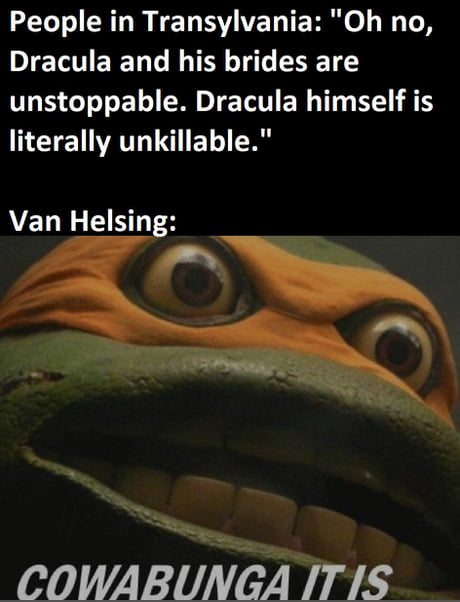 People in Transylvania: "Oh no,
Dracula and his brides are
unstoppable. Dracula himself is
literally unkillable."
Van Helsing:
COWABUNGA IT IS